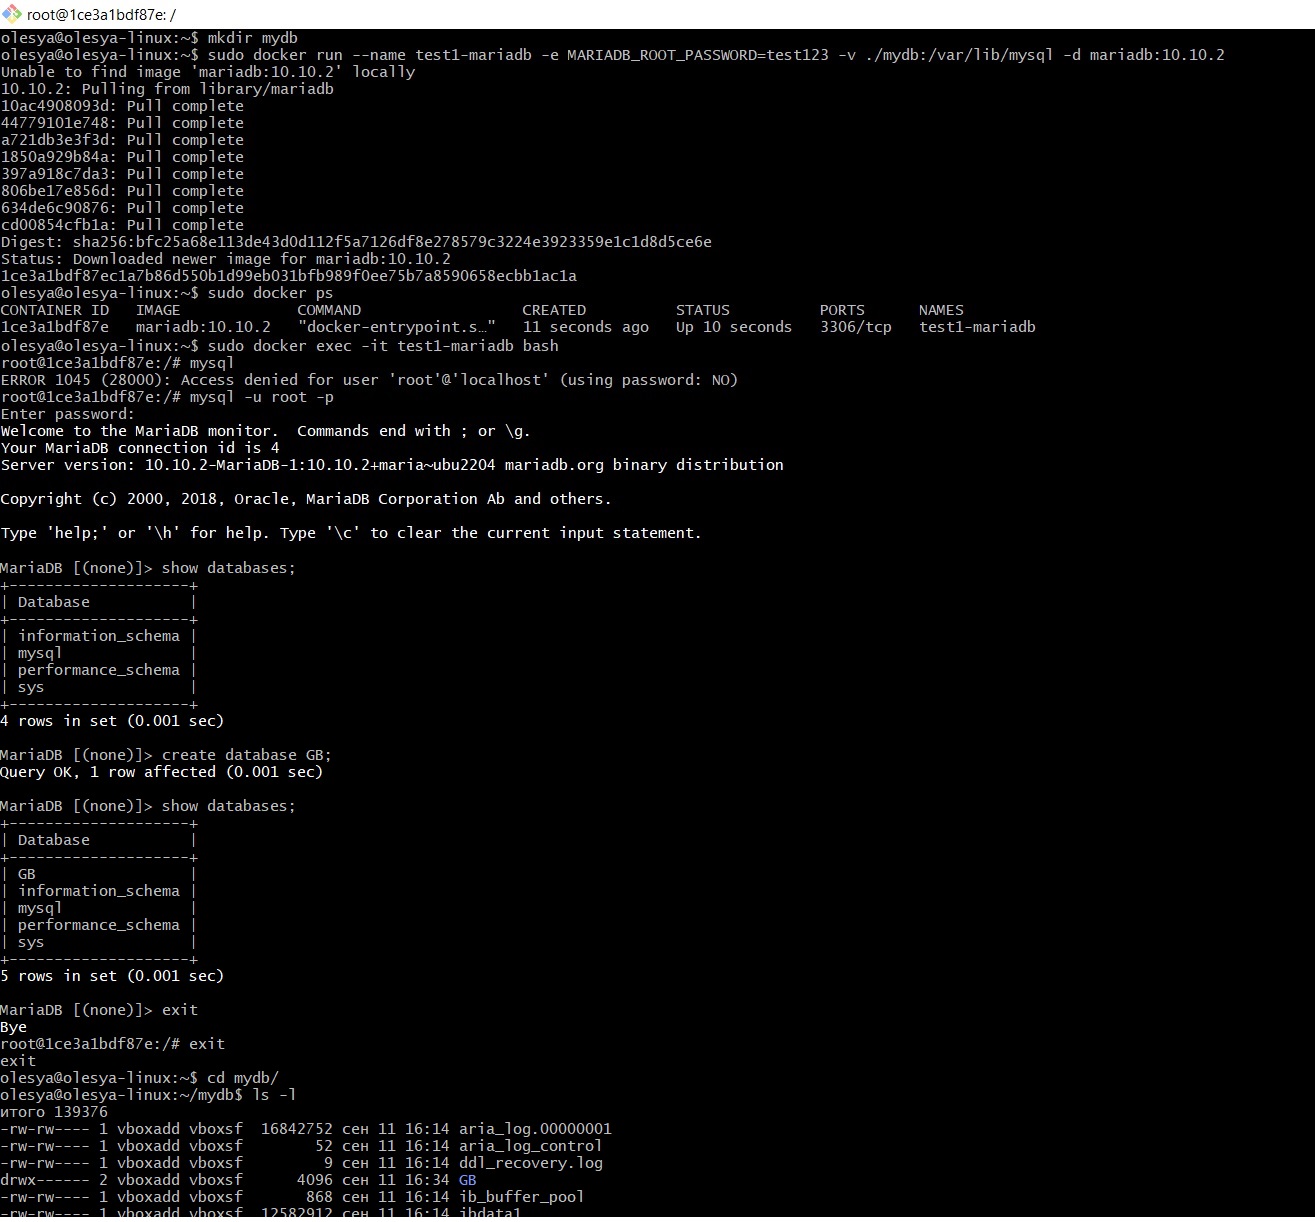 root@1ce3a1bdf87e: /
olesya@olesya-linux:~$ mkdir mydb
olesya@olesya-linux:~$ sudo docker run --name test1-mariadb -e MARIADB_ROOT_PASSWORD=test123 -v ./mydb:/var/lib/mysql -d mariadb:10.10.2
Unable to find image 'mariadb:10.10.2' locally
10.10.2: Pulling from library/mariadb
10ac4908093d: Pull complete
44779101e748: Pull complete
a721db3e3f3d: Pull complete
1850a929b84a: Pull complete
397a918c7da3: Pull complete
806be17e856d: Pull complete
634de6c90876: Pull complete
cd00854cfb1a: Pull complete
Digest: sha256:bfc25a68e113de43d0d112f5a7126df8e278579c3224e3923359e1c1d8d5ce6e
Status: Downloaded newer image for mariadb:10.10.2
1ce3a1bdf87ec1a7b86d550b1d99eb031bfb989f0ee75b7a8590658ecbb1ac1a
olesya@olesya-linux:~$ sudo docker ps
CONTAINER ID   IMAGE             COMMAND                  CREATED          STATUS          PORTS      NAMES
1ce3a1bdf87e   mariadb:10.10.2   "docker-entrypoint.s…"   11 seconds ago   Up 10 seconds   3306/tcp   test1-mariadb
olesya@olesya-linux:~$ sudo docker exec -it test1-mariadb bash
root@1ce3a1bdf87e:/# mysql
ERROR 1045 (28000): Access denied for user 'root'@'localhost' (using password: NO)
root@1ce3a1bdf87e:/# mysql -u root -p
Enter password:
Welcome to the MariaDB monitor.  Commands end with ; or \g.
Your MariaDB connection id is 4
Server version: 10.10.2-MariaDB-1:10.10.2+maria~ubu2204 mariadb.org binary distribution
Copyright (c) 2000, 2018, Oracle, MariaDB Corporation Ab and others.
Type 'help;' or '\h' for help. Type '\c' to clear the current input statement.
MariaDB [(none)]> show databases;
+--------------------+
| Database           |
+--------------------+
| information_schema |
| mysql              |
| performance_schema |
| sys                |
+--------------------+
4 rows in set (0.001 sec)
MariaDB [(none)]> create database GB;
Query OK, 1 row affected (0.001 sec)
MariaDB [(none)]> show databases;
+--------------------+
| Database           |
+--------------------+
| GB                 |
| information_schema |
| mysql              |
| performance_schema |
| sys                |
+--------------------+
5 rows in set (0.001 sec)
MariaDB [(none)]> exit
Bye
root@1ce3a1bdf87e:/# exit
exit
olesya@olesya-linux:~$ cd mydb/
olesya@olesya-linux:~/mydb$ ls -l
итого 139376
-rw-rw---- 1 vboxadd vboxsf  16842752 сен 11 16:14 aria_log.00000001
-rw-rw---- 1 vboxadd vboxsf        52 сен 11 16:14 aria_log_control
-rw-rw---- 1 vboxadd vboxsf         9 сен 11 16:14 ddl_recovery.log
drwx------ 2 vboxadd vboxsf      4096 сен 11 16:34 GB
-rw-rw---- 1 vboxadd vboxsf       868 сен 11 16:14 ib_buffer_pool
-rw-rw---- 1 vboxadd vboxsf  12582912 сен 11 16:14 ibdata1